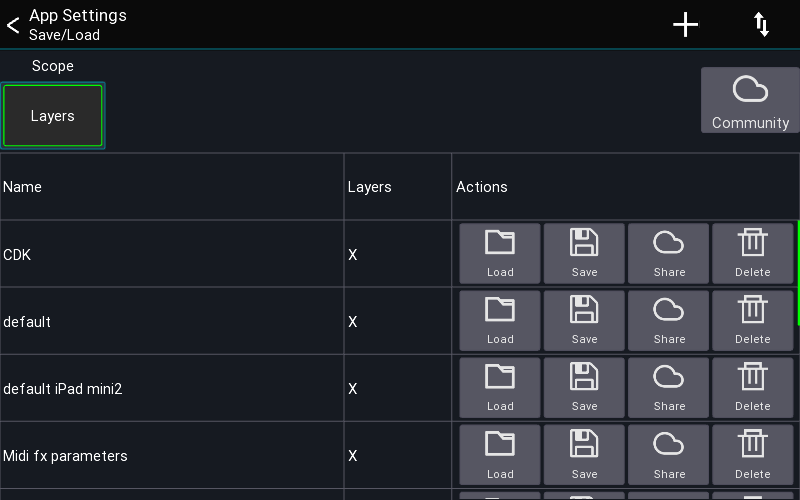 App Settings
Save/Load
Scope
Layers
Community
Name Layers Actions
CDK X Load Save Share Delete
default X Load Save Share Delete
default iPad mini2 X Load Save Share Delete
Midi fx parameters X Load Save Share Delete